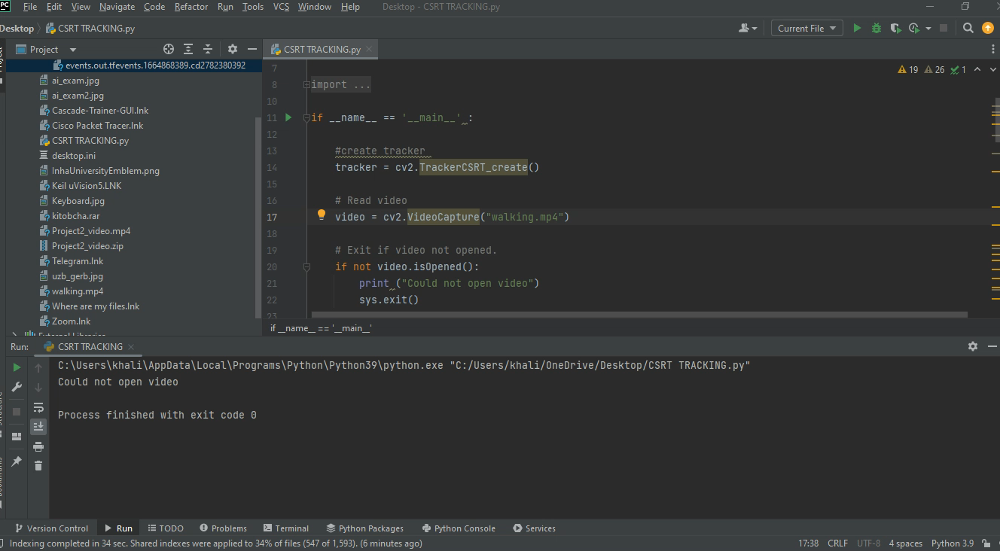 PC File Edit View Navigate Code Refactor Run Tools VCS Window Help Desktop - CSRT TRACKING.py
Desktop CSRT TRACKING.py Current File
Project CSRT TRACKING.py
events.out.tfevents.1664868389.cd2782380392
ai_exam.jpg
ai_exam2.jpg
Cascade-Trainer-GUI.lnk
Cisco Packet Tracer.lnk
CSRT TRACKING.py
desktop.ini
InhaUniversityEmblem.png
Keil uVision5.LNK
Keyboard.jpg
kitobcha.rar
Project2_video.mp4
Project2_video.zip
Telegram.lnk
uzb_gerb.jpg
walking.mp4
Where are my files.lnk
Zoom.lnk
External Libraries
19 26 1
7
8 import ...
10
11 if __name__ == '__main__' :
12
13 #create tracker
14 tracker = cv2.TrackerCSRT_create()
15
16 # Read video
17 video = cv2.VideoCapture("walking.mp4")
18
19 # Exit if video not opened.
20 if not video.isOpened():
21 print ("Could not open video")
22 sys.exit()
23
if __name__ == '__main__'
Run: CSRT TRACKING
C:\Users\khali\AppData\Local\Programs\Python\Python39\python.exe "C:/Users/khali/OneDrive/Desktop/CSRT TRACKING.py"
Could not open video
Process finished with exit code 0
Version Control Run TODO Problems Terminal Python Packages Python Console Services
Indexing completed in 34 sec. Shared indexes were applied to 34% of files (547 of 1,593). (6 minutes ago) 17:38 CRLF UTF-8 4 spaces Python 3.9